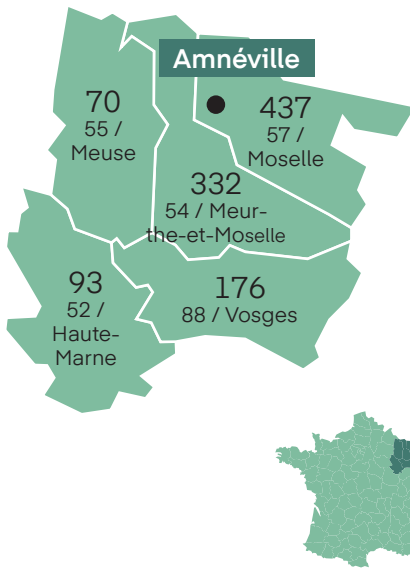 Amnéville
70
55 /
Meuse
437
57 /
Moselle
332
54 / Meur-
the-et-Moselle
93
52 /
Haute-
Marne
176
88 / Vosges